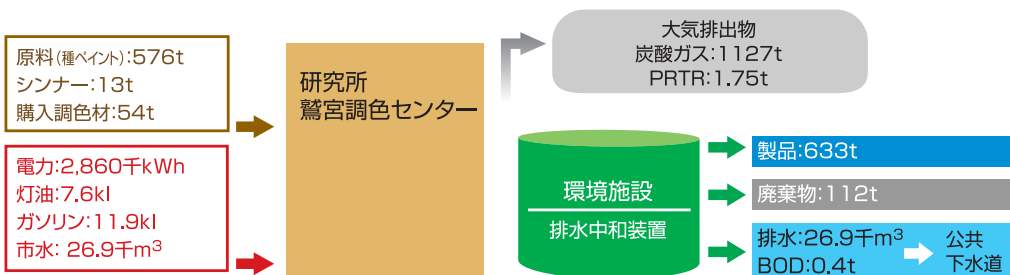 原料(種ペイント):576t
シンナー:13t
購入調色材:54t
電力:2,860千kWh
灯油:7.6kl
ガソリン:11.9kl
市水: 26.9千m³
研究所
鷲宮調色センター
大気排出物
炭酸ガス:1127t
PRTR:1.75t
環境施設
排水中和装置
製品:633t
廃棄物:112t
排水:26.9千m³
BOD:0.4t
公共
下水道